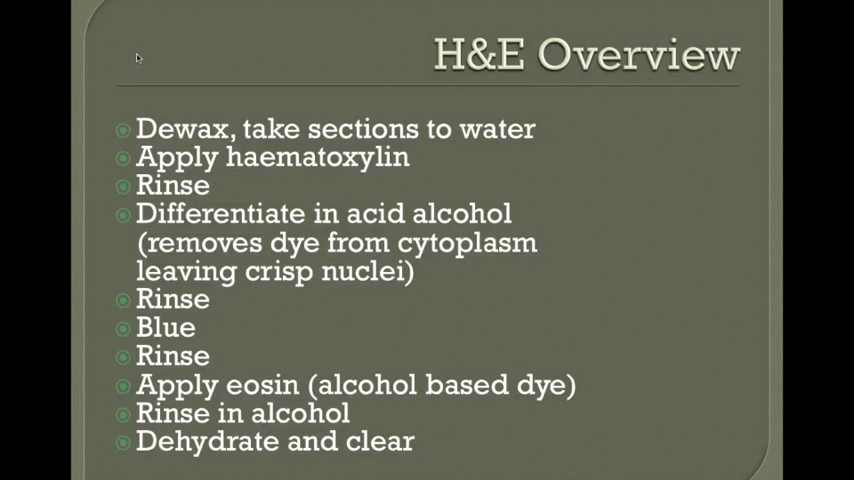 H&E Overview
Dewax, take sections to water
Apply haematoxylin
Rinse
Differentiate in acid alcohol
(removes dye from cytoplasm
leaving crisp nuclei)
Rinse
Blue
Rinse
Apply eosin (alcohol based dye)
Rinse in alcohol
Dehydrate and clear